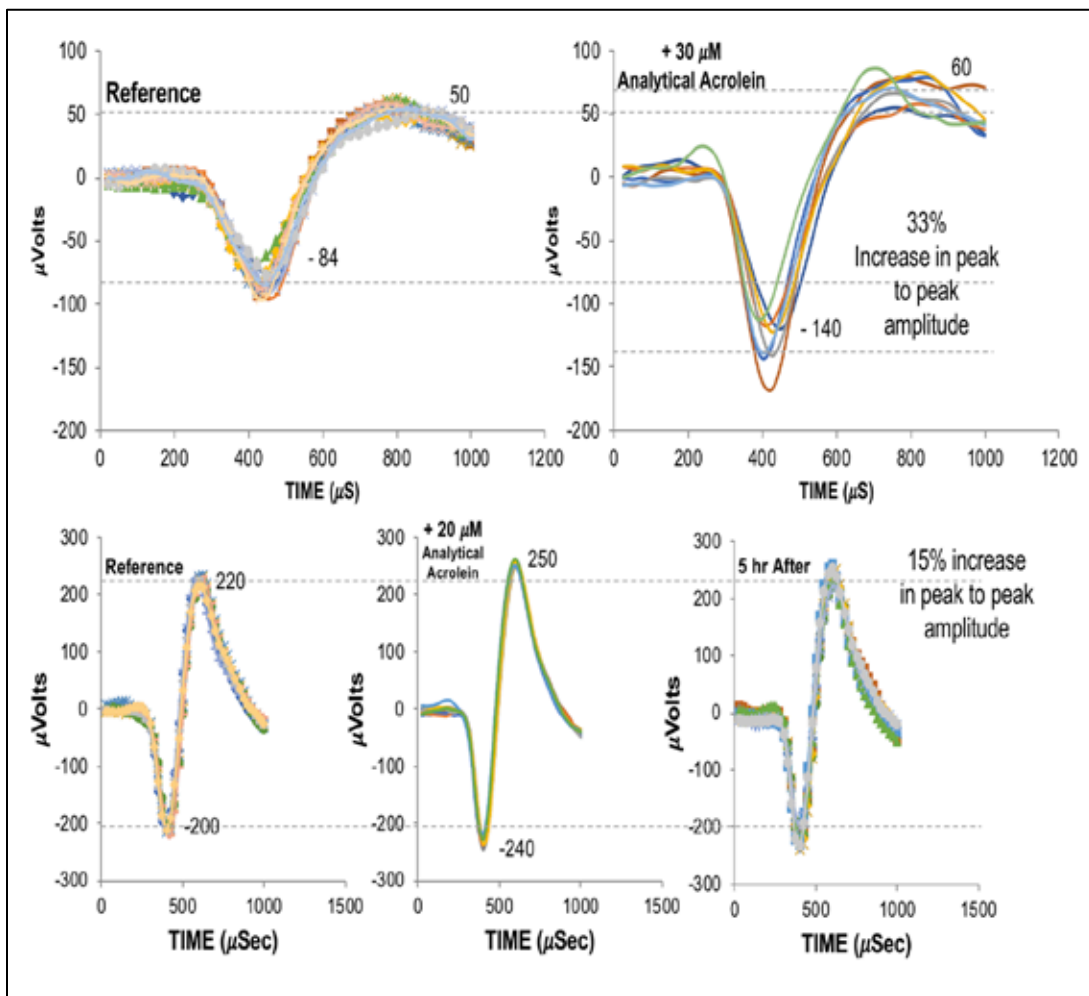 100
50
0
-50
-100
-150
-200
µVolts
Reference
50
- 84
0 200 400 600 800 1000 1200
TIME (µS)
100
50
0
-50
-100
-150
-200
µVolts
+ 30 µM
Analytical Acrolein
60
33%
Increase in peak
to peak
amplitude
- 140
0 200 400 600 800 1000 1200
TIME (µS)
300
200
100
0
-100
-200
-300
µVolts
Reference
220
-200
0 500 1000 1500
TIME (µSec)
300
200
100
0
-100
-200
-300
µVolts
+ 20 µM
Analytical
Acrolein
250
-240
0 500 1000 1500
TIME (µSec)
300
200
100
0
-100
-200
-300
µVolts
5 hr After
15% increase
in peak to peak
amplitude
0 500 1000 1500
TIME (µSec)